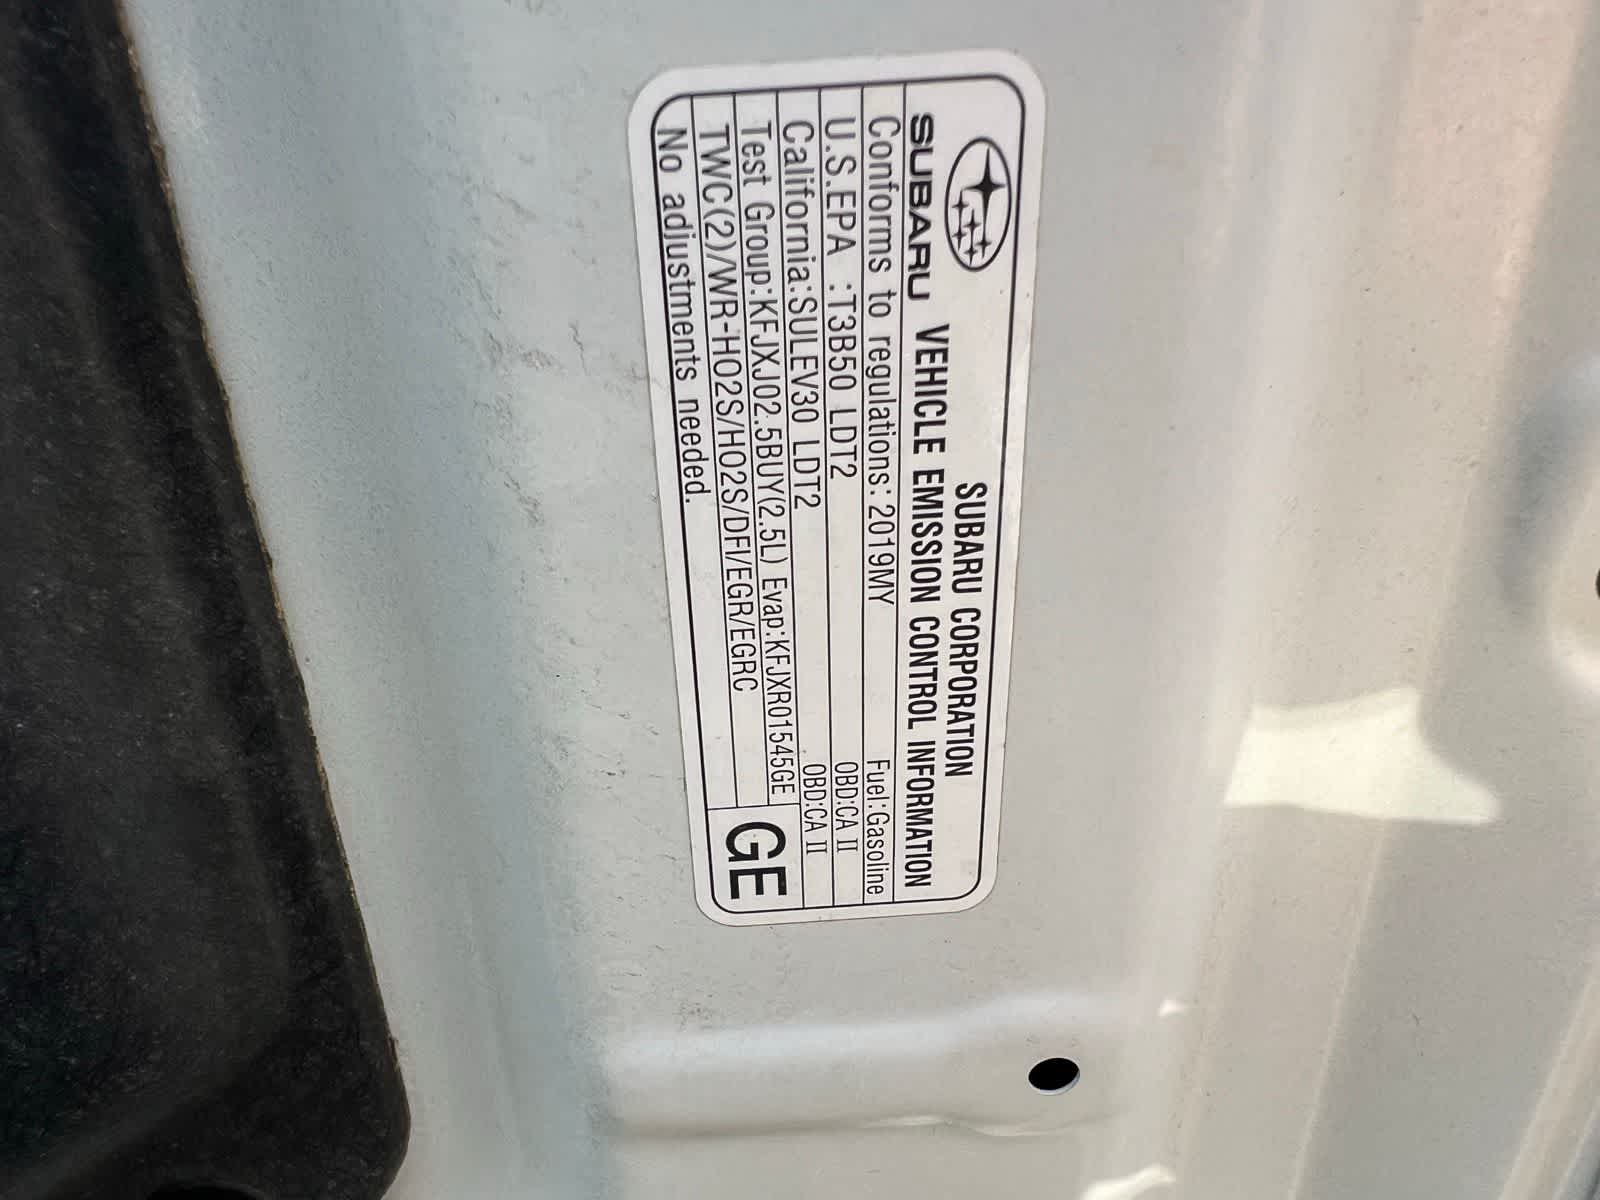 SUBARU CORPORATION
SUBARU VEHICLE EMISSION CONTROL INFORMATION
Conforms to regulations:2019MY Fuel:Gasoline
U.S.EPA :T3B50 LDT2 OBD:CA II
California:SULEV30 LDT2 OBD:CA II
Test Group:KFJXJ02.5BUY(2.5L) Evap:KFJXR01545GE
TWC(2)/WR-HO2S/HO2S/DFI/EGR/EGRC GE
No adjustments needed.